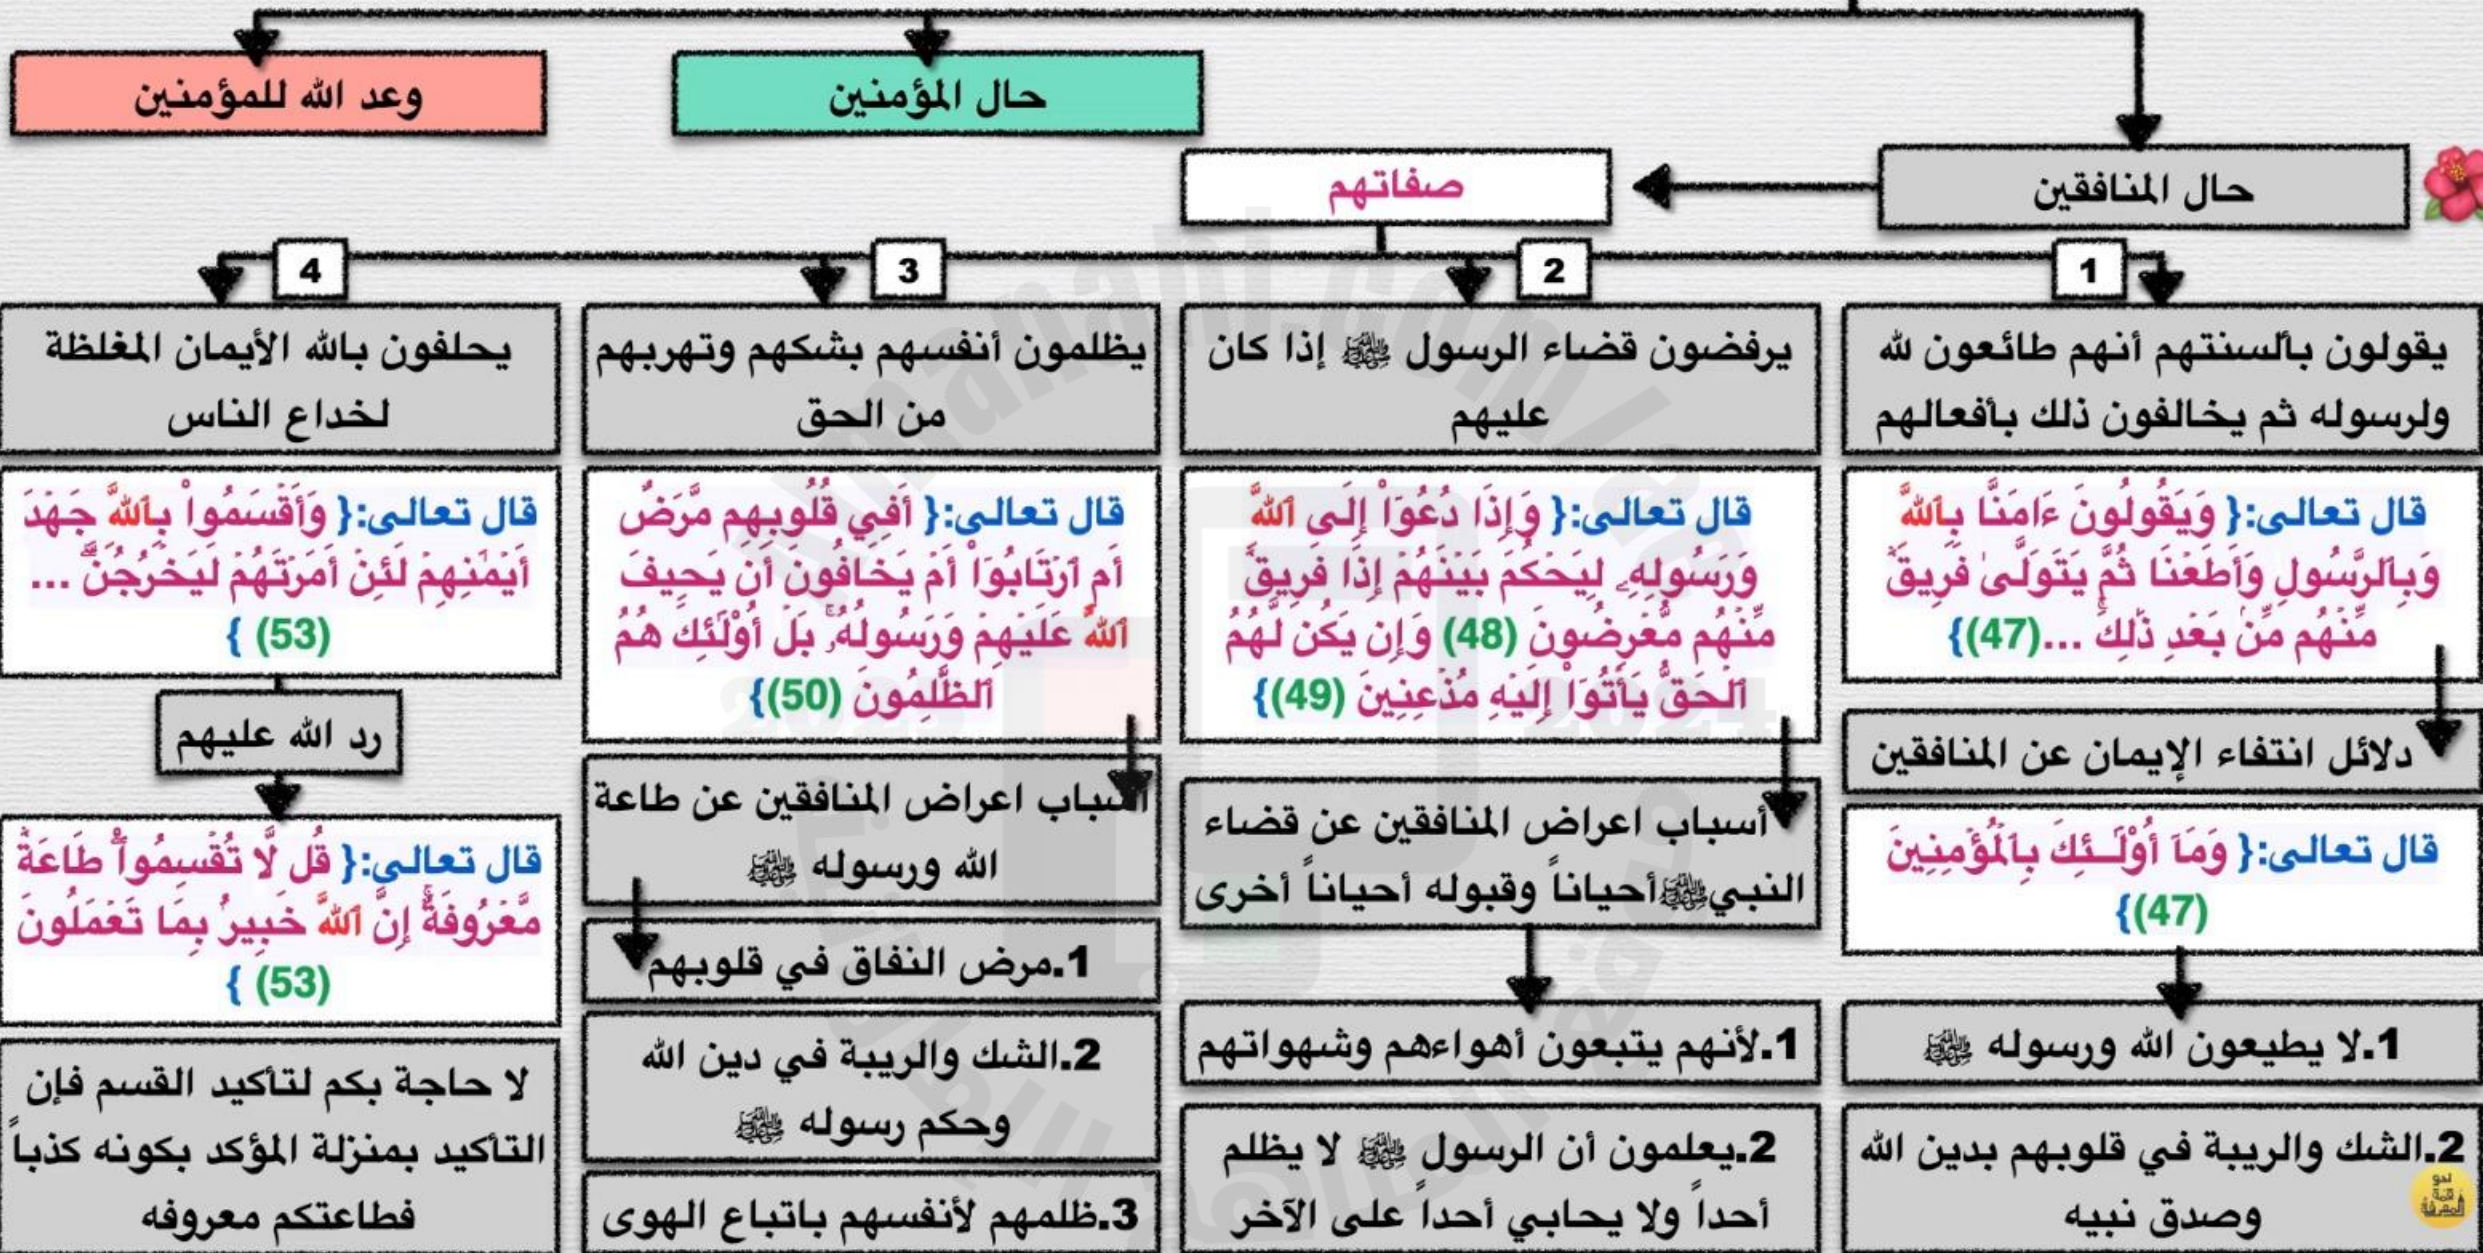 وعد الله للمؤمنين
حال المؤمنين
حال المنافقين
صفاتهم
1
يقولون بألسنتهم أنهم طائعون لله
ولرسوله ثم يخالفون ذلك بأفعالهم
قال تعالى:{ وَيَقُولُونَ ءَامَنَّا بِٱللَّهِ
وَبِٱلرَّسُولِ وَأَطَعۡنَا ثُمَّ يَتَوَلَّىٰ فَرِيقٞ
مِّنۡهُم مِّنۢ بَعۡدِ ذَٰلِكَۚ ...(47)}
دلائل انتفاء الإيمان عن المنافقين
قال تعالى:{ وَمَآ أُوْلَـٰٓئِكَ بِٱلۡمُؤۡمِنِينَ
(47)}
1.لا يطيعون الله ورسوله ﷺ
2.الشك والريبة في قلوبهم بدين الله
وصدق نبيه
2
يرفضون قضاء الرسول ﷺ إذا كان
عليهم
قال تعالى:{ وَإِذَا دُعُوٓاْ إِلَى ٱللَّهِ
وَرَسُولِهِۦ لِيَحۡكُمَ بَيۡنَهُمۡ إِذَا فَرِيقٞ
مِّنۡهُم مُّعۡرِضُونَ (48) وَإِن يَكُن لَّهُمُ
ٱلۡحَقُّ يَأۡتُوٓاْ إِلَيۡهِ مُذۡعِنِينَ (49)}
أسباب اعراض المنافقين عن قضاء
النبيﷺأحياناً وقبوله أحياناً أخرى
1.لأنهم يتبعون أهواءهم وشهواتهم
2.يعلمون أن الرسول ﷺ لا يظلم
أحداً ولا يحابي أحداً على الآخر
3
يظلمون أنفسهم بشكهم وتهربهم
من الحق
قال تعالى:{ أَفِي قُلُوبِهِم مَّرَضٌ
أَمِ ٱرۡتَابُوٓاْ أَمۡ يَخَافُونَ أَن يَحِيفَ
ٱللَّهُ عَلَيۡهِمۡ وَرَسُولُهُۥۚ بَلۡ أُوْلَٰٓئِكَ هُمُ
ٱلظَّٰلِمُونَ (50)}
أسباب اعراض المنافقين عن طاعة
الله ورسوله ﷺ
1.مرض النفاق في قلوبهم
2.الشك والريبة في دين الله
وحكم رسوله ﷺ
3.ظلمهم لأنفسهم باتباع الهوى
4
يحلفون بالله الأيمان المغلظة
لخداع الناس
قال تعالى:{ وَأَقۡسَمُواْ بِٱللَّهِ جَهۡدَ
أَيۡمَٰنِهِمۡ لَئِنۡ أَمَرۡتَهُمۡ لَيَخۡرُجُنَّۖ ...
(53) }
رد الله عليهم
قال تعالى:{ قُل لَّا تُقۡسِمُواْۖ طَاعَةٞ
مَّعۡرُوفَةٌۚ إِنَّ ٱللَّهَ خَبِيرُۢ بِمَا تَعۡمَلُونَ
(53) }
لا حاجة بكم لتأكيد القسم فإن
التأكيد بمنزلة المؤكد بكونه كذباً
فطاعتكم معروفه
نحو
قمة
المعرفة